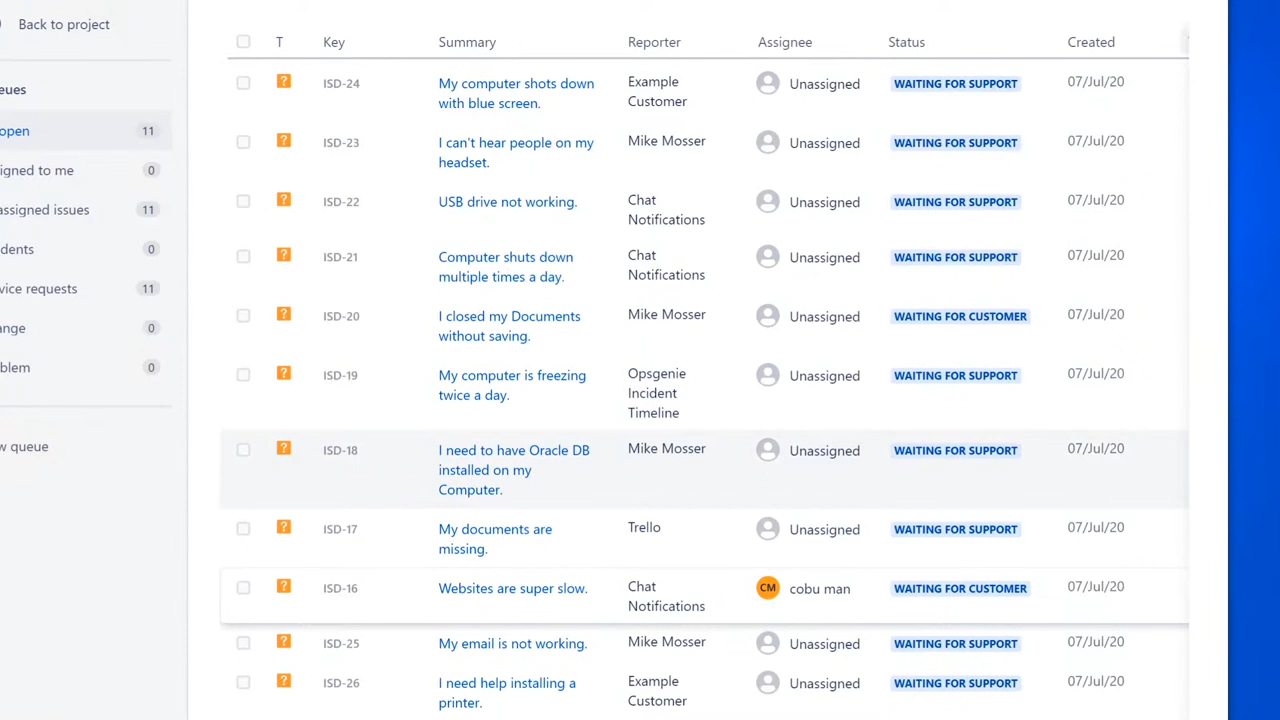 Back to project
eues
open 11
igned to me 0
assigned issues 11
dents 0
vice requests 11
ange 0
blem 0
w queue
T Key Summary Reporter Assignee Status Created
? ISD-24 My computer shots down with blue screen. Example Customer Unassigned WAITING FOR SUPPORT 07/Jul/20
? ISD-23 I can't hear people on my headset. Mike Mosser Unassigned WAITING FOR SUPPORT 07/Jul/20
? ISD-22 USB drive not working. Chat Notifications Unassigned WAITING FOR SUPPORT 07/Jul/20
? ISD-21 Computer shuts down multiple times a day. Chat Notifications Unassigned WAITING FOR SUPPORT 07/Jul/20
? ISD-20 I closed my Documents without saving. Mike Mosser Unassigned WAITING FOR CUSTOMER 07/Jul/20
? ISD-19 My computer is freezing twice a day. Opsgenie Incident Timeline Unassigned WAITING FOR SUPPORT 07/Jul/20
? ISD-18 I need to have Oracle DB installed on my Computer. Mike Mosser Unassigned WAITING FOR SUPPORT 07/Jul/20
? ISD-17 My documents are missing. Trello Unassigned WAITING FOR SUPPORT 07/Jul/20
? ISD-16 Websites are super slow. Chat Notifications CM cobu man WAITING FOR CUSTOMER 07/Jul/20
? ISD-25 My email is not working. Mike Mosser Unassigned WAITING FOR SUPPORT 07/Jul/20
? ISD-26 I need help installing a printer. Example Customer Unassigned WAITING FOR SUPPORT 07/Jul/20